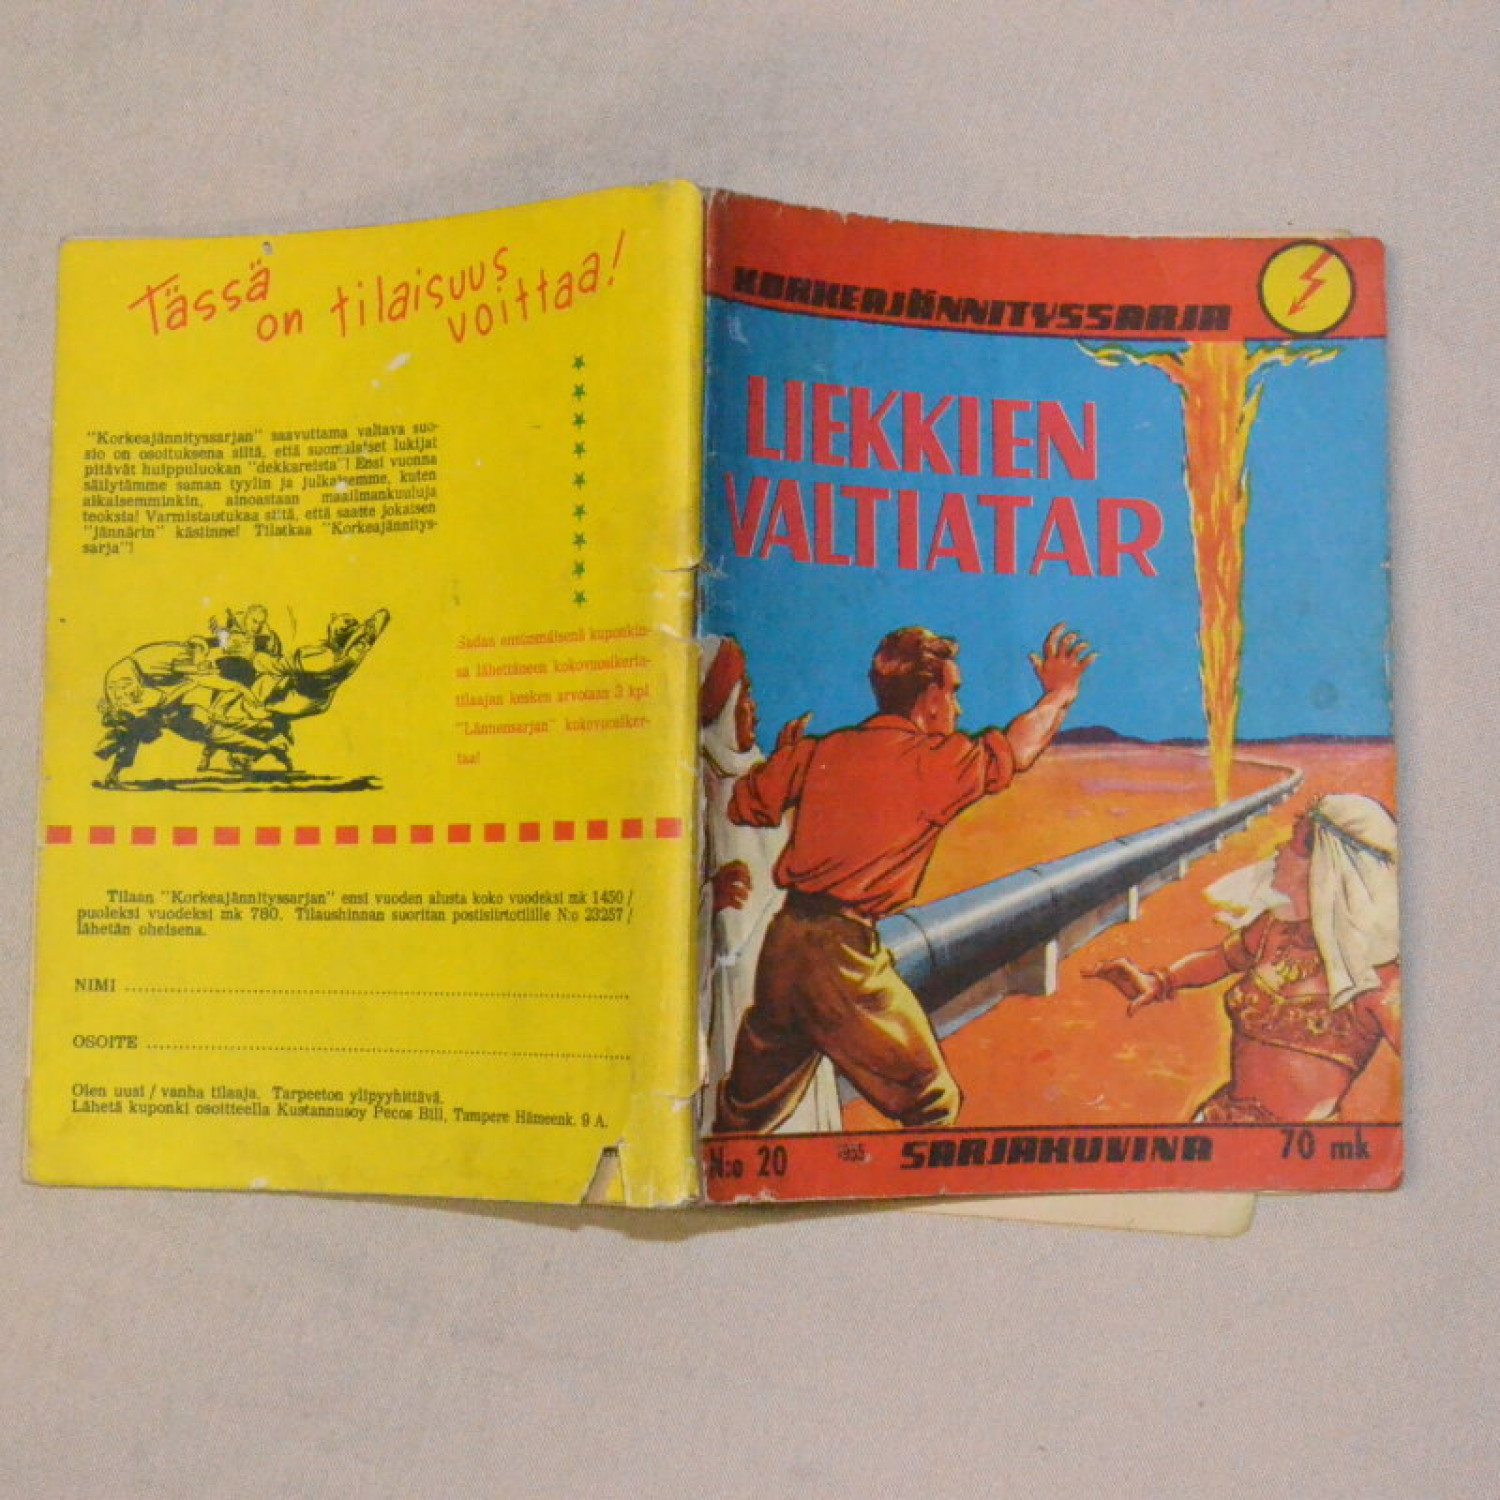 Tässä
on tilaisuus
voittaa!
"Korkeajännityssarjan" saavuttama valtava suo-
sio on osoituksena siitä, että suomalaiset lukijat
pitävät huippuluokan "dekkareista"! Ensi vuonna
säilytämme saman tyylin ja julkaisemme, kuten
aikaisemminkin, ainoastaan maailmankuuluja
teoksia! Varmistautukaa siitä, että saatte jokaisen
"jännärin" käsiinne! Tilatkaa "Korkeajännitys-
sarja"!
Sadan ensimmäisenä kuponkin-
sa lähettäneen kokovuosikerta-
tilaajan kesken arvotaan 3 kpl
"Lännensarjan" kokovuosiker-
taa!
Tilaan "Korkeajännityssarjan" ensi vuoden alusta koko vuodeksi mk 1450 /
puoleksi vuodeksi mk 780. Tilaushinnan suoritan postisiirtotilille N:o 23257 /
lähetän oheisena.
NIMI
OSOITE
Olen uusi / vanha tilaaja. Tarpeeton ylipyyhittävä.
Lähetä kuponki osoitteella Kustannusoy Pecos Bill, Tampere Hämeenk. 9 A.
KORKEAJÄNNITYSSARJA
LIEKKIEN
VALTIATAR
N:o 20
SARJAKUVINA
70 mk